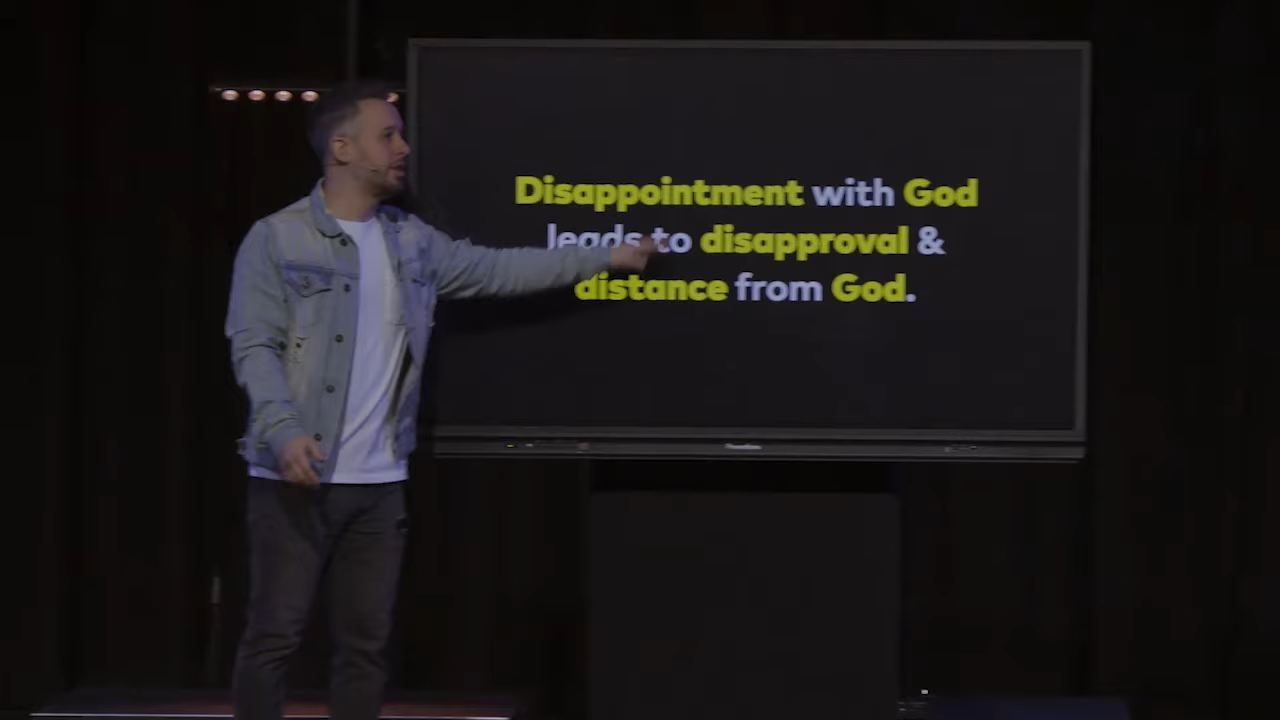 Disappointment with God
leads to disapproval &
distance from God.